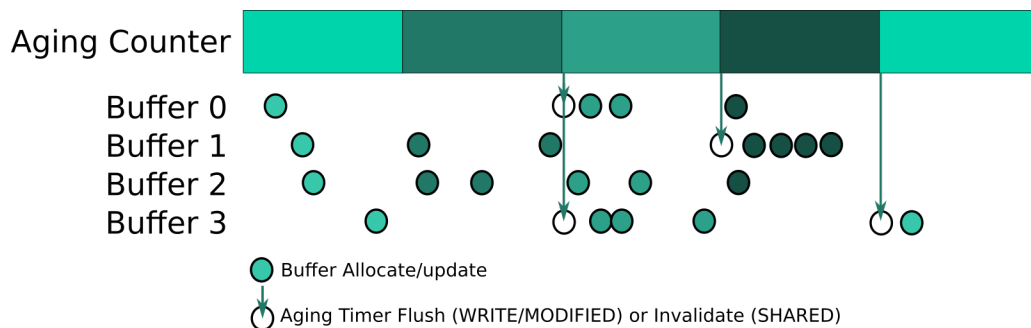 Aging Counter
Buffer 0
Buffer 1
Buffer 2
Buffer 3
Buffer Allocate/update
Aging Timer Flush (WRITE/MODIFIED) or Invalidate (SHARED)